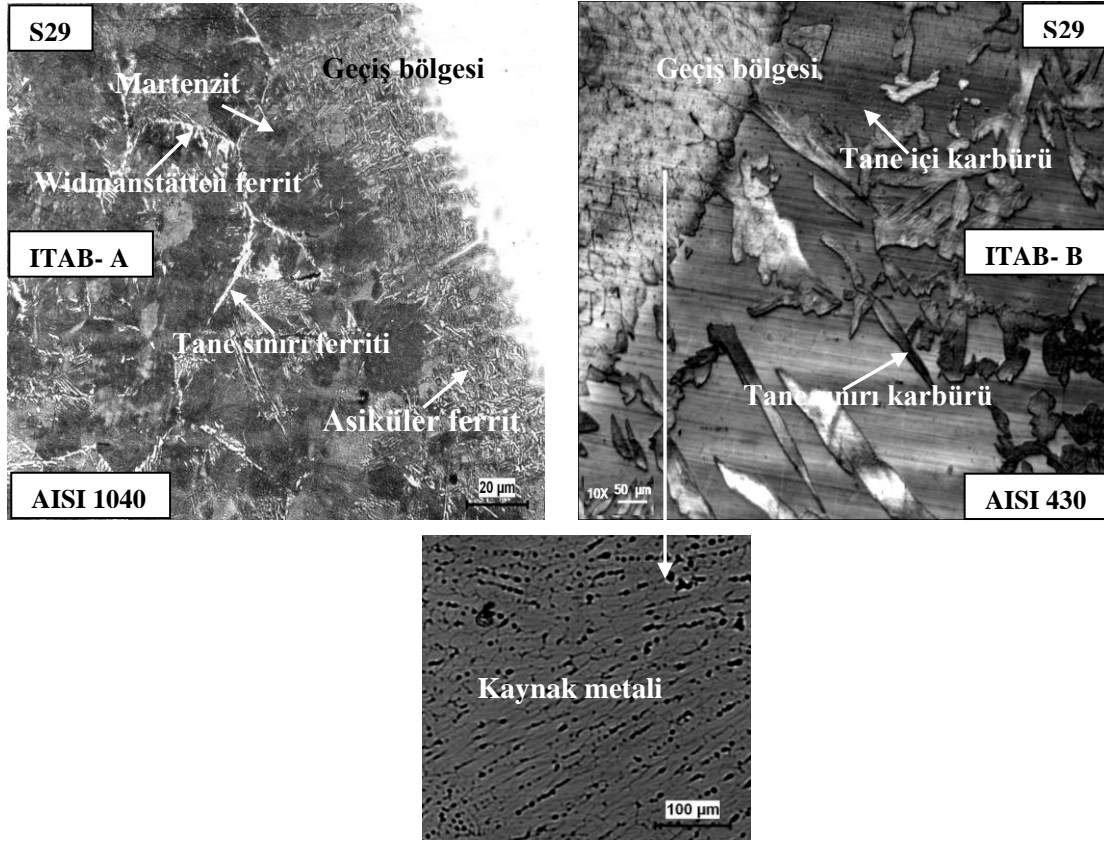 S29
Geçiş bölgesi
Martenzit
Widmanstätten ferrit
ITAB- A
Tane sınırı ferriti
Asiküler ferrit
AISI 1040
20 µm
S29
Geçiş bölgesi
Tane içi karbürü
ITAB- B
Tane sınırı karbürü
10X 50 µm
AISI 430
Kaynak metali
100 µm